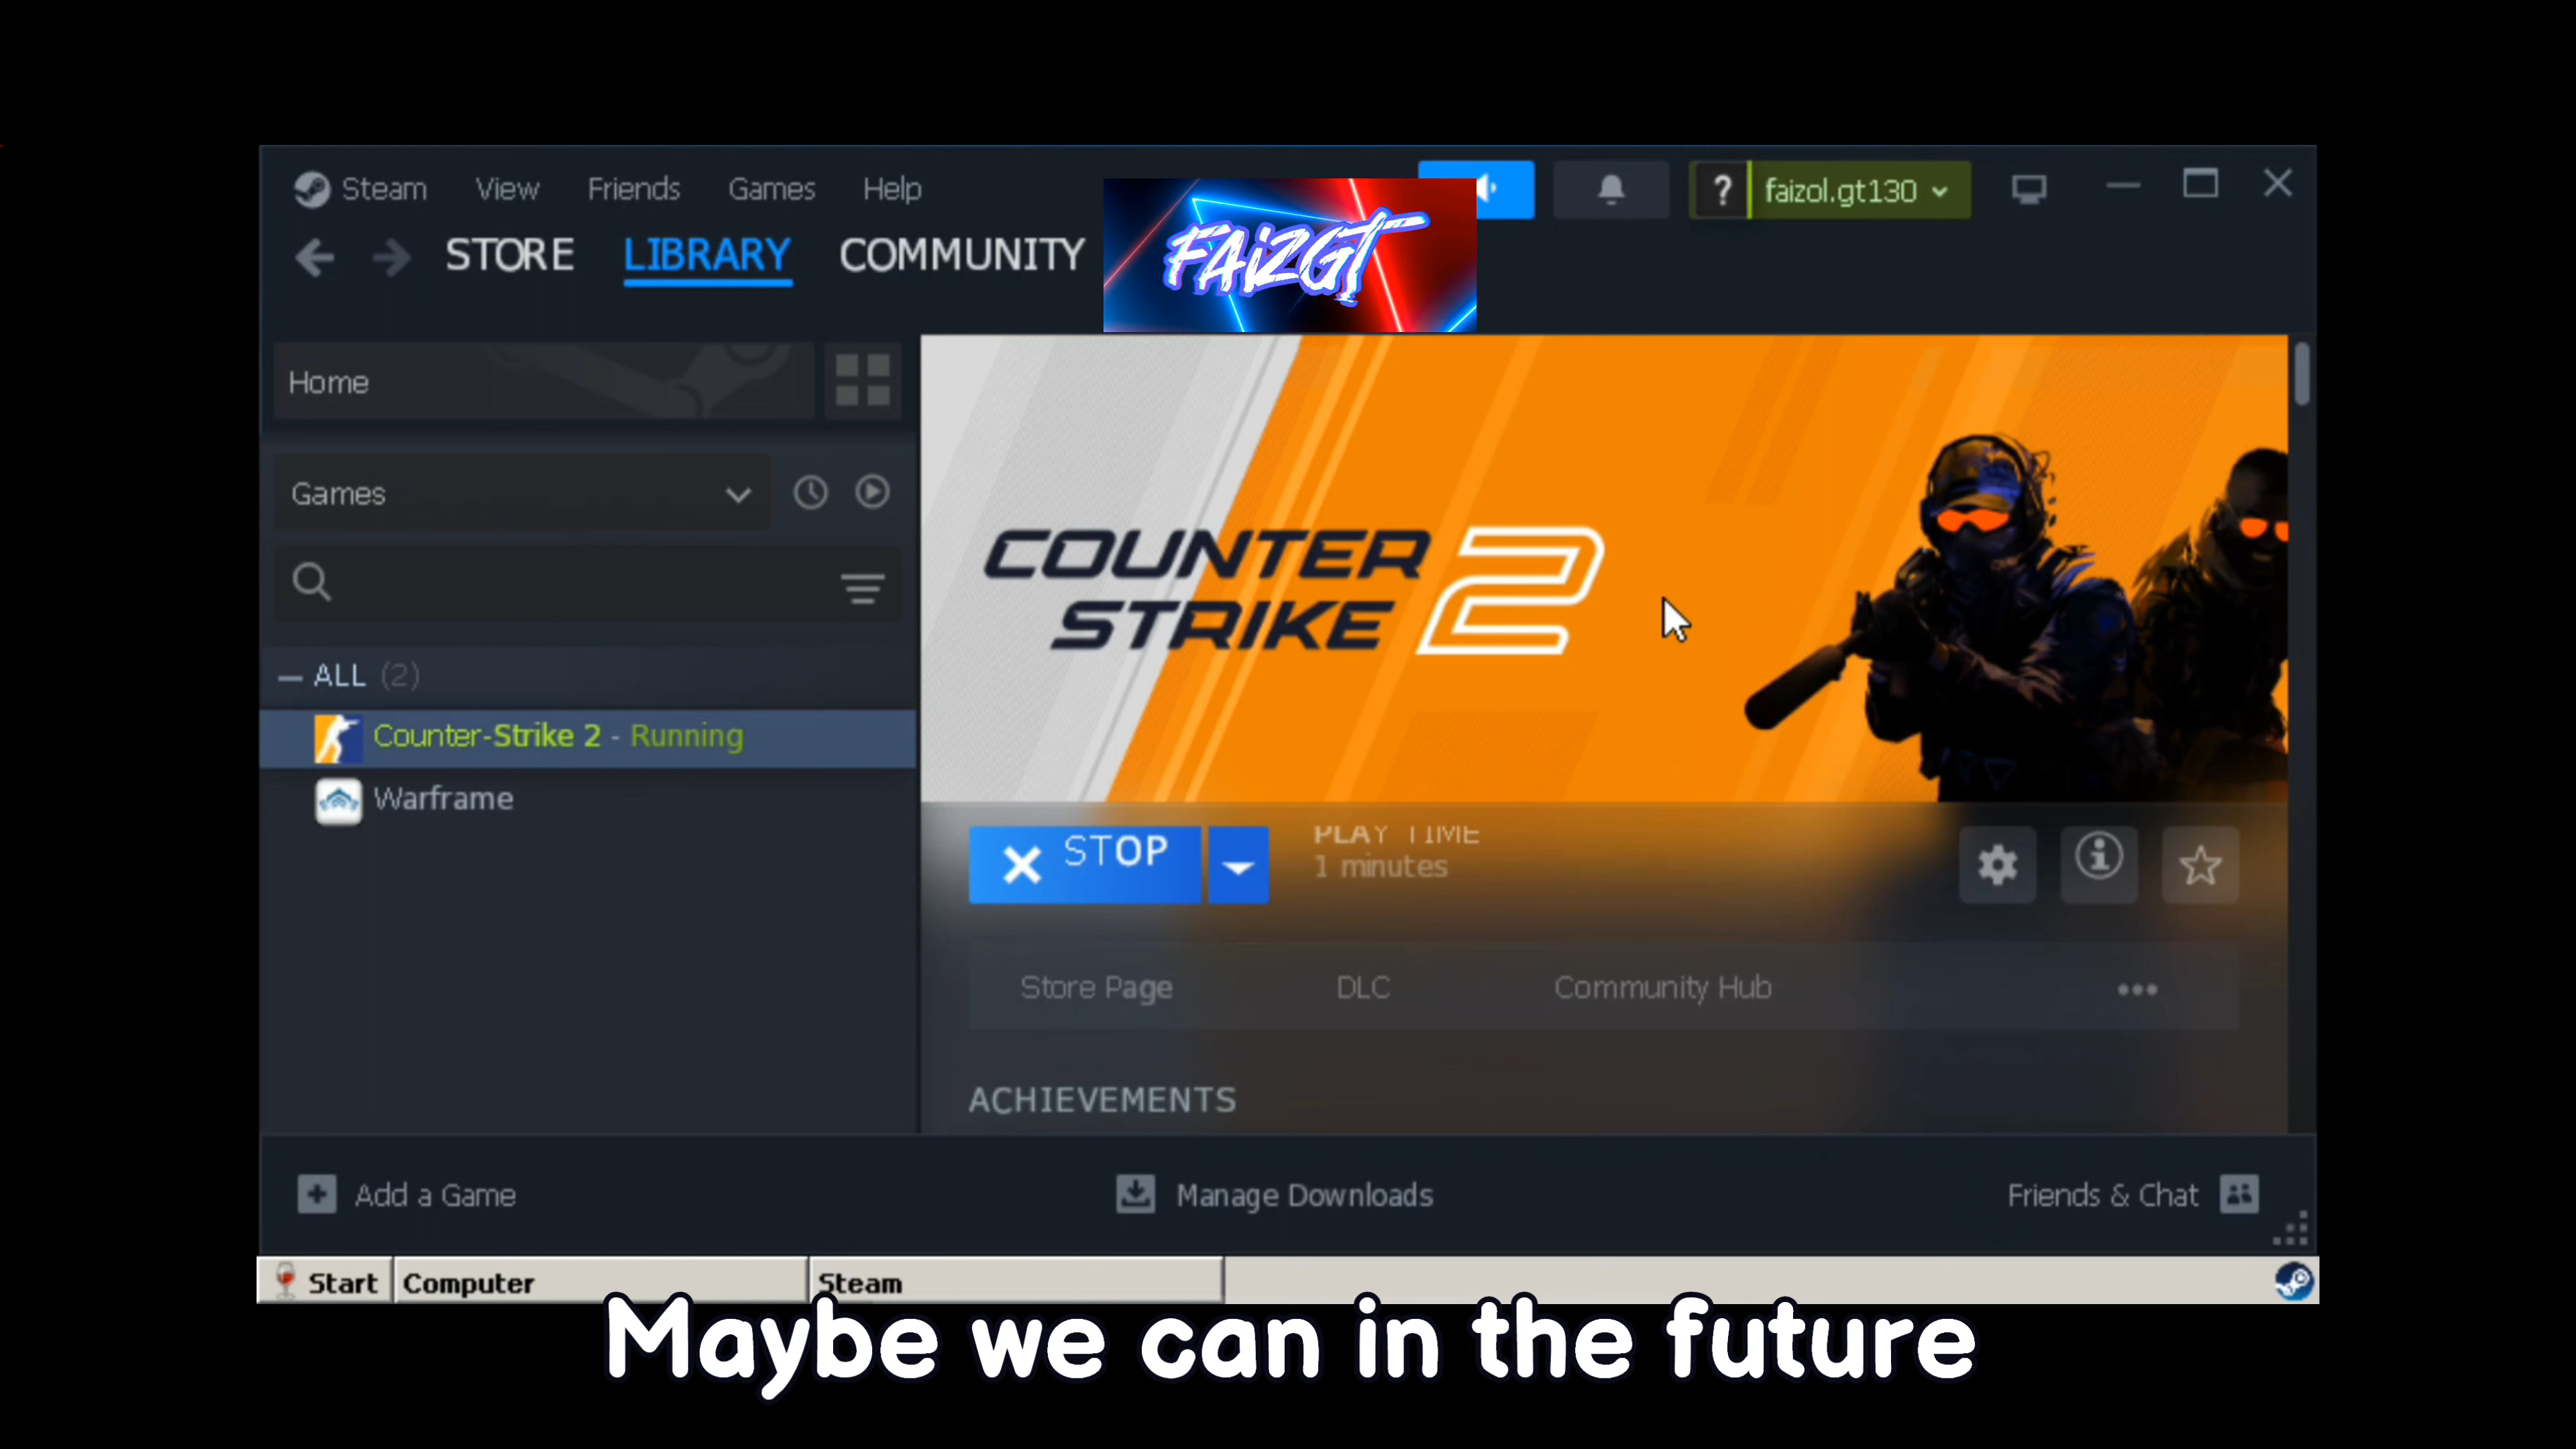 Steam View Friends Games Help
? faizol.gt130
STORE LIBRARY COMMUNITY
FAIZGT
Home
Games
COUNTER
STRIKE 2
ALL (2)
Counter-Strike 2 - Running
Warframe
STOP
PLAY TIME
1 minutes
Store Page DLC Community Hub
ACHIEVEMENTS
Add a Game Manage Downloads Friends & Chat
Start Computer Steam
Maybe we can in the future